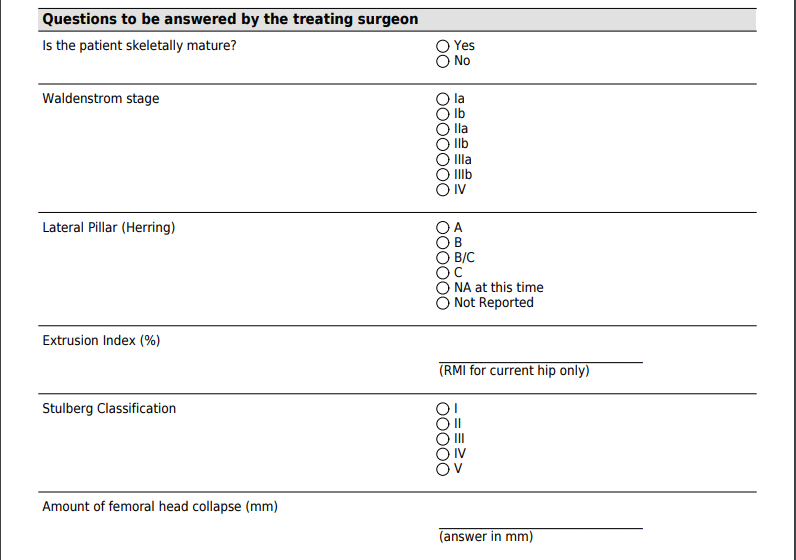 Questions to be answered by the treating surgeon
Is the patient skeletally mature?
Yes
No
Waldenstrom stage
Ia
Ib
IIa
IIb
IIIa
IIIb
IV
Lateral Pillar (Herring)
A
B
B/C
C
NA at this time
Not Reported
Extrusion Index (%)
(RMI for current hip only)
Stulberg Classification
I
II
III
IV
V
Amount of femoral head collapse (mm)
(answer in mm)